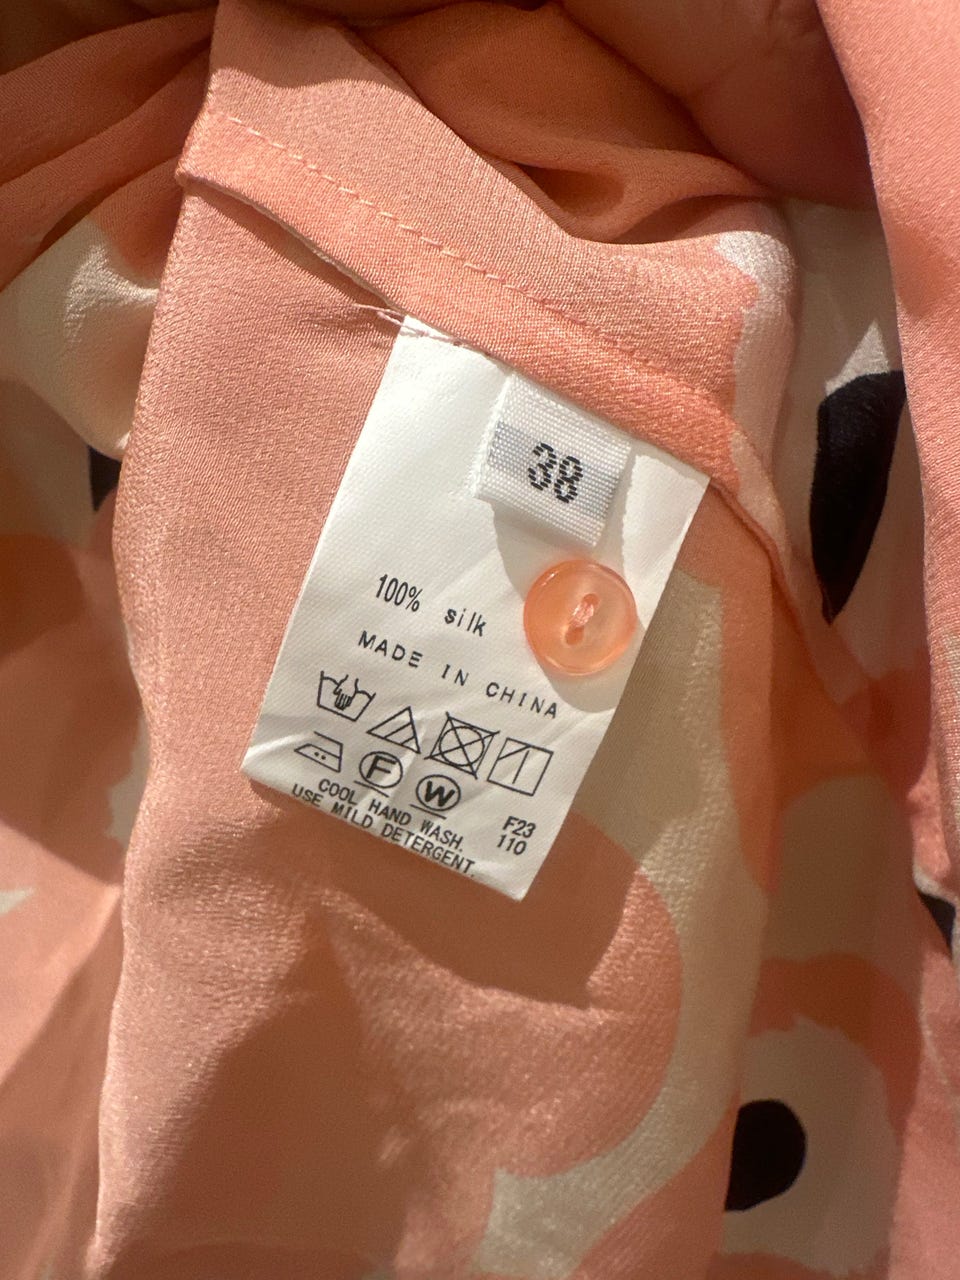 38
100% silk
MADE IN CHINA
F
W
COOL HAND WASH.
USE MILD DETERGENT.
F23
110